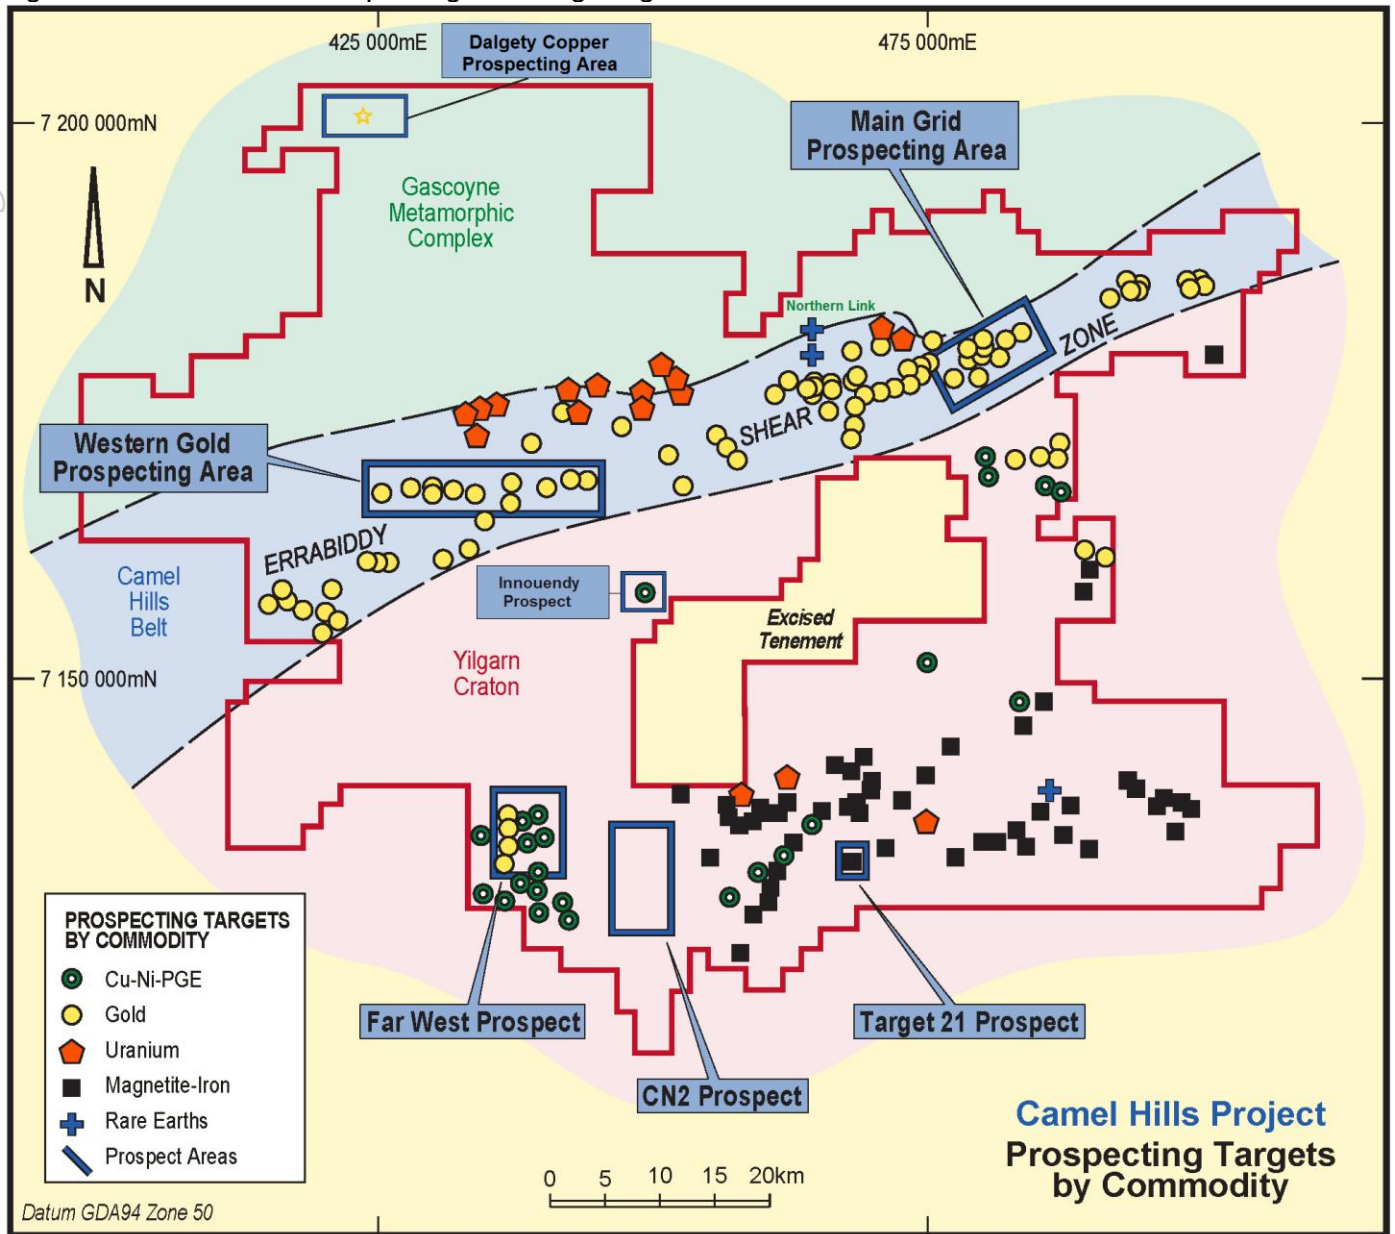 425 000mE
475 000mE
Dalgety Copper
Prospecting Area
7 200 000mN
Main Grid
Prospecting Area
Gascoyne
Metamorphic
Complex
N
Northern Link
ZONE
SHEAR
Western Gold
Prospecting Area
ERRABIDDY
Camel
Hills
Belt
Innouendy
Prospect
Excised
Tenement
Yilgarn
Craton
7 150 000mN
PROSPECTING TARGETS
BY COMMODITY
Cu-Ni-PGE
Gold
Uranium
Magnetite-Iron
Rare Earths
Prospect Areas
Far West Prospect
Target 21 Prospect
CN2 Prospect
Camel Hills Project
Prospecting Targets
by Commodity
0 5 10 15 20km
Datum GDA94 Zone 50